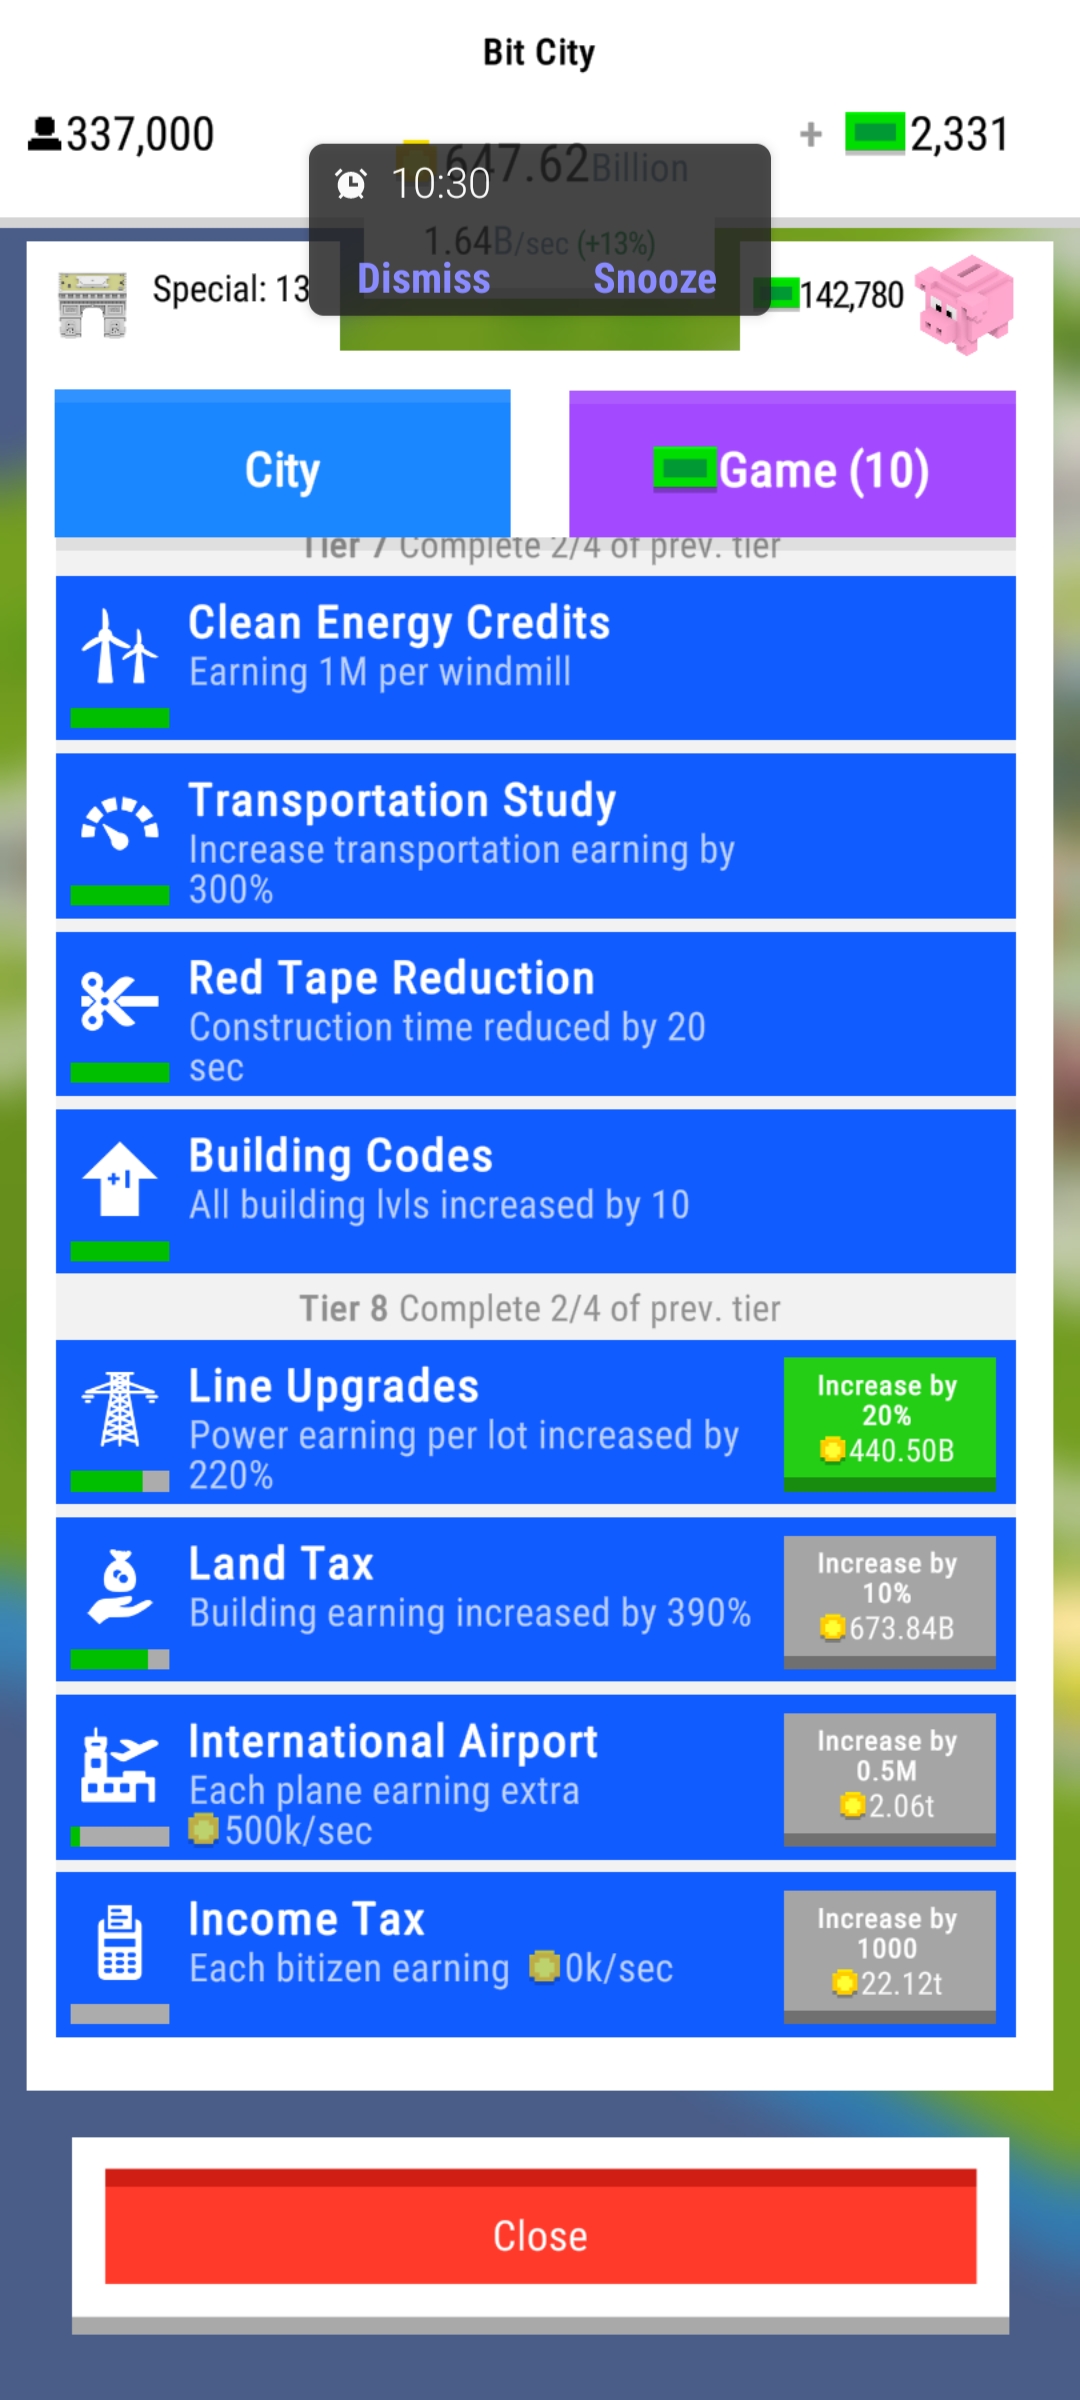 Bit City
337,000
647.62Billion
+ 2,331
10:30
1.64B/sec (+13%)
Dismiss Snooze
Special: 13
142,780
City
Game (10)
Tier 7 Complete 2/4 of prev. tier
Clean Energy Credits
Earning 1M per windmill
Transportation Study
Increase transportation earning by
300%
Red Tape Reduction
Construction time reduced by 20
sec
+1
Building Codes
All building lvls increased by 10
Tier 8 Complete 2/4 of prev. tier
Line Upgrades
Power earning per lot increased by
220%
Increase by
20%
440.50B
Land Tax
Building earning increased by 390%
Increase by
10%
673.84B
International Airport
Each plane earning extra
500k/sec
Increase by
0.5M
2.06t
Income Tax
Each bitizen earning 0k/sec
Increase by
1000
22.12t
Close